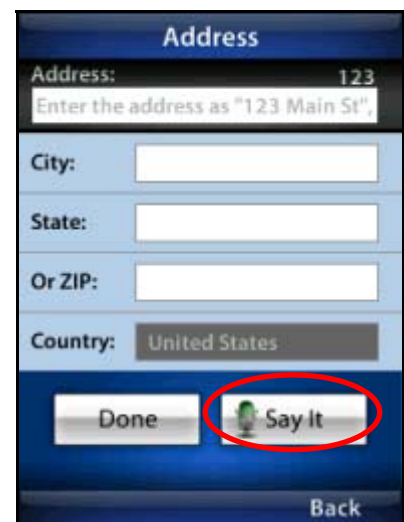 Address
Address: 123
Enter the address as "123 Main St",
City:
State:
Or ZIP:
Country: United States
Done Say It
Back